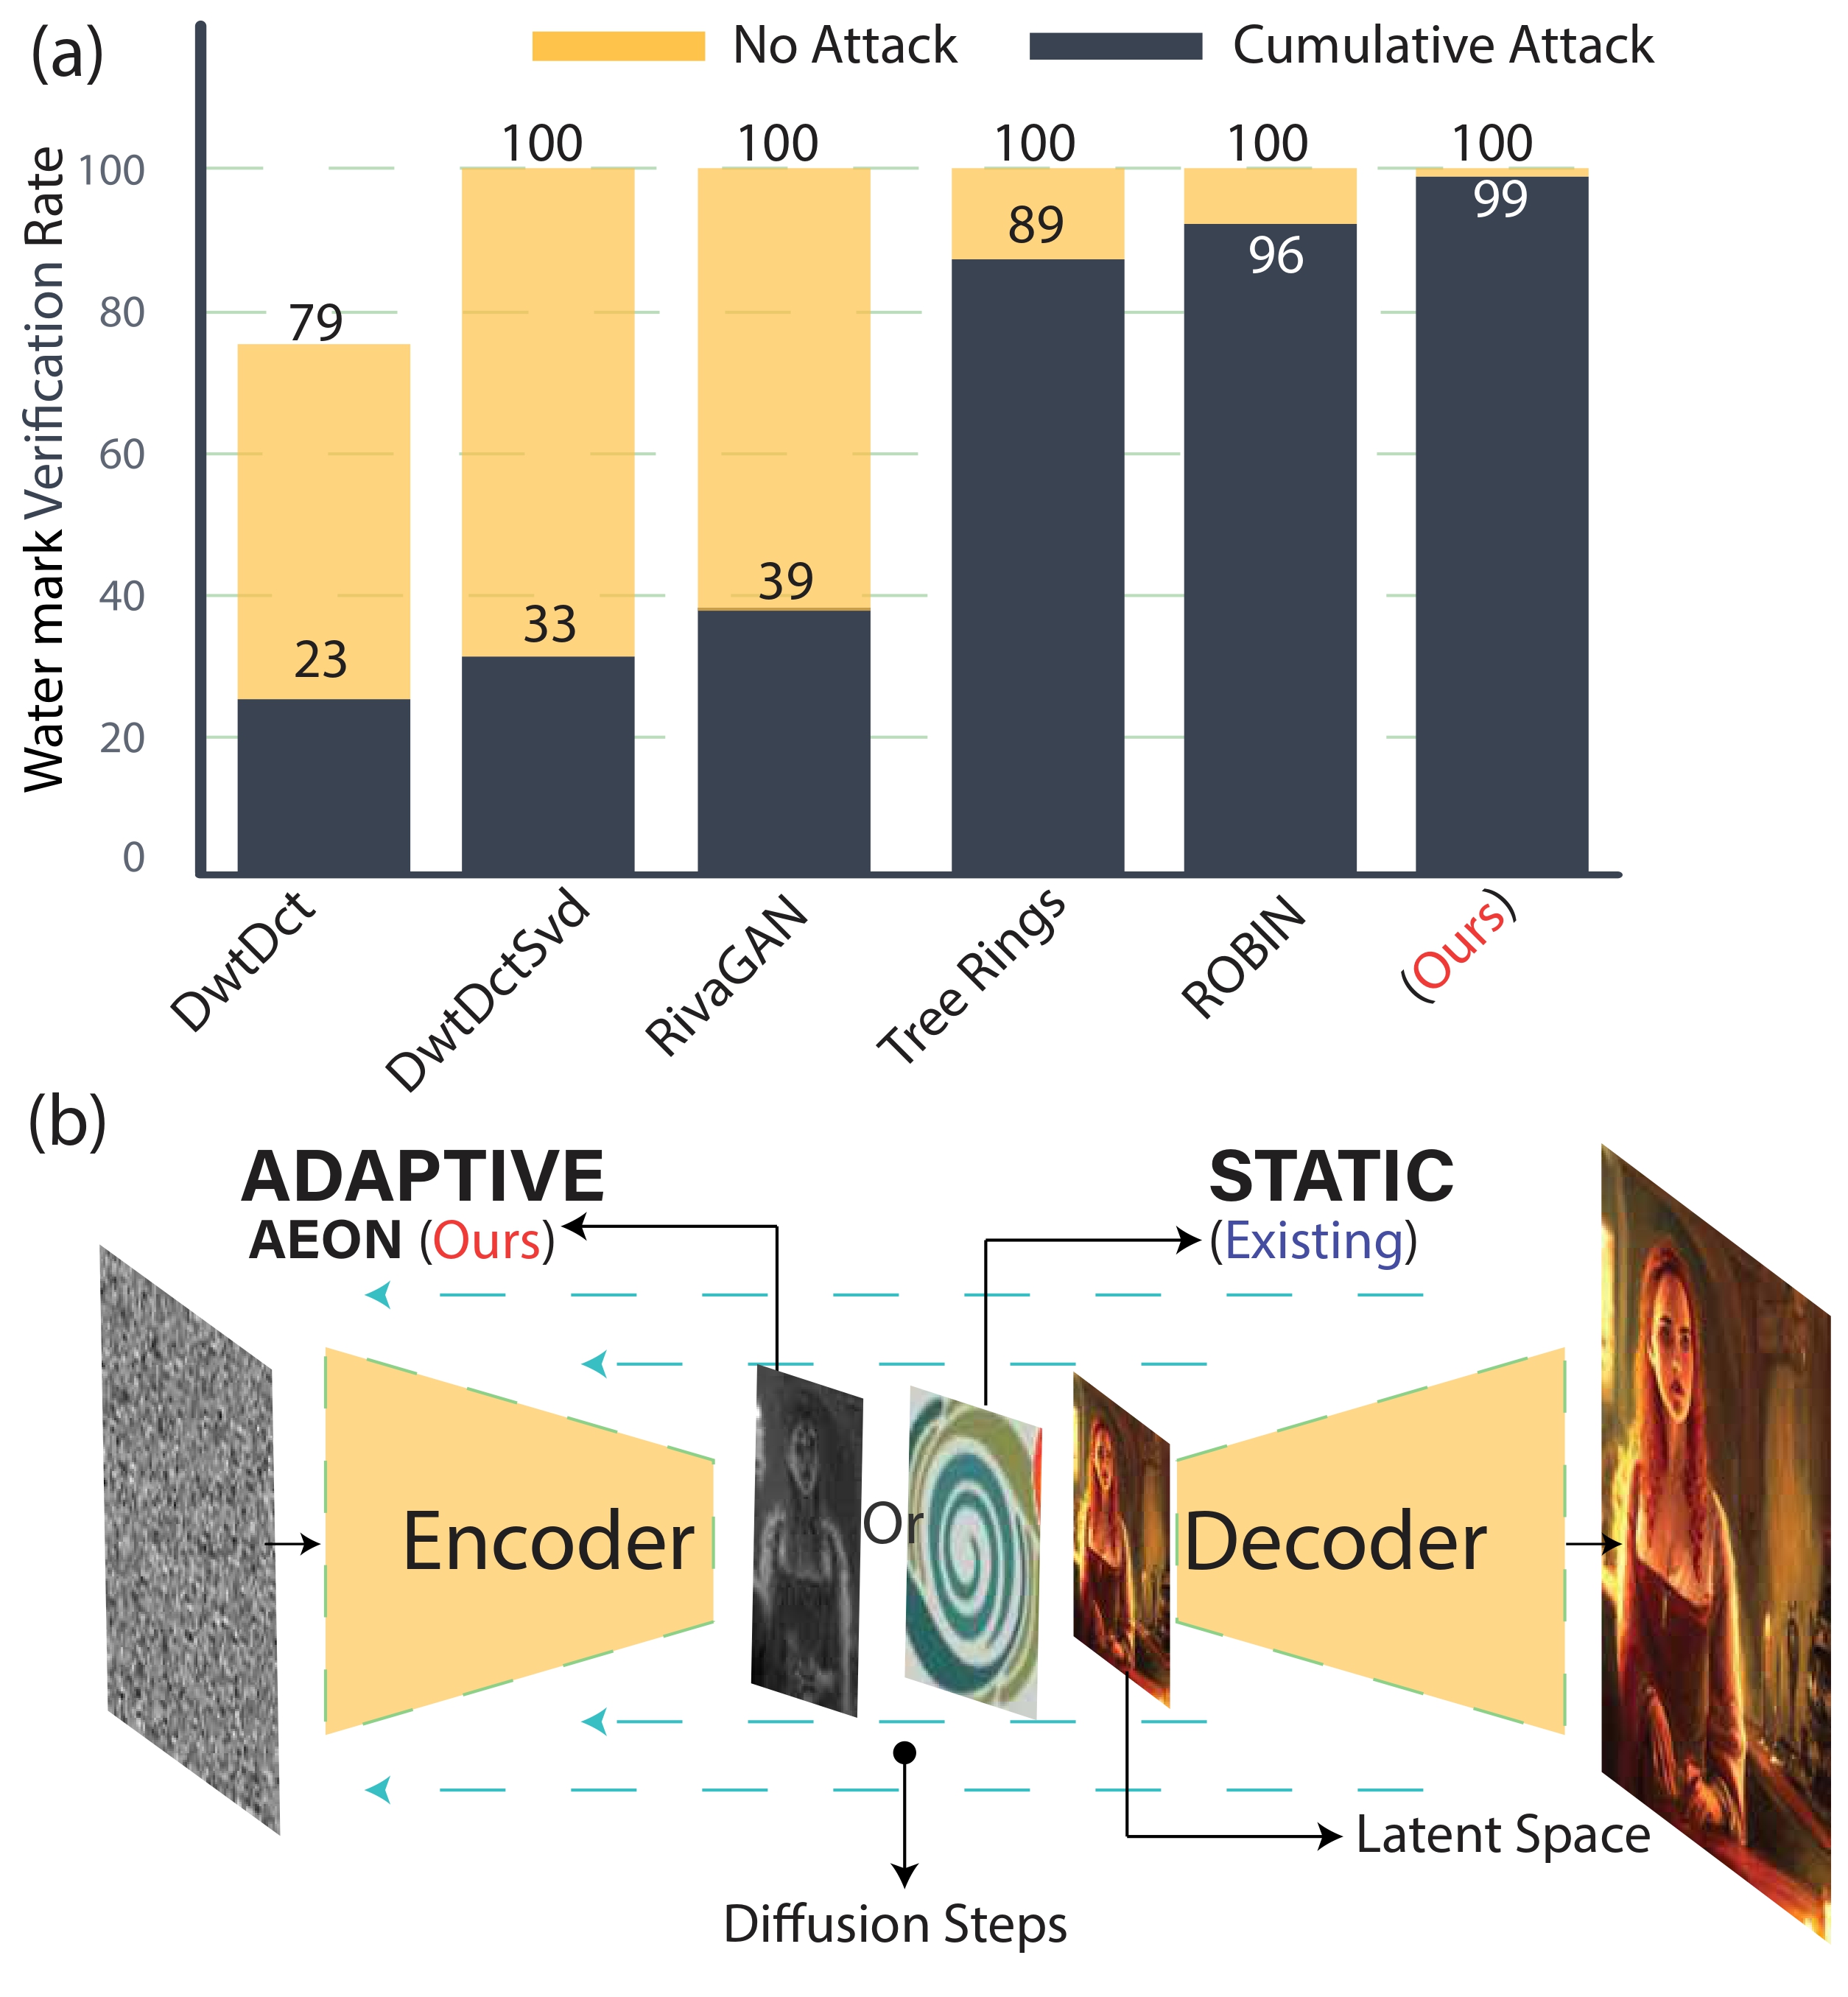 (a)
No Attack
Cumulative Attack
Water mark Verification Rate
100
80
60
40
20
0
79
23
100
33
100
39
100
89
100
96
100
99
DwtDct
DwtDctSvd
RivaGAN
Tree Rings
ROBIN
(Ours)
(b)
ADAPTIVE
AEON (Ours)
STATIC
(Existing)
Encoder
Or
Decoder
Latent Space
Diffusion Steps